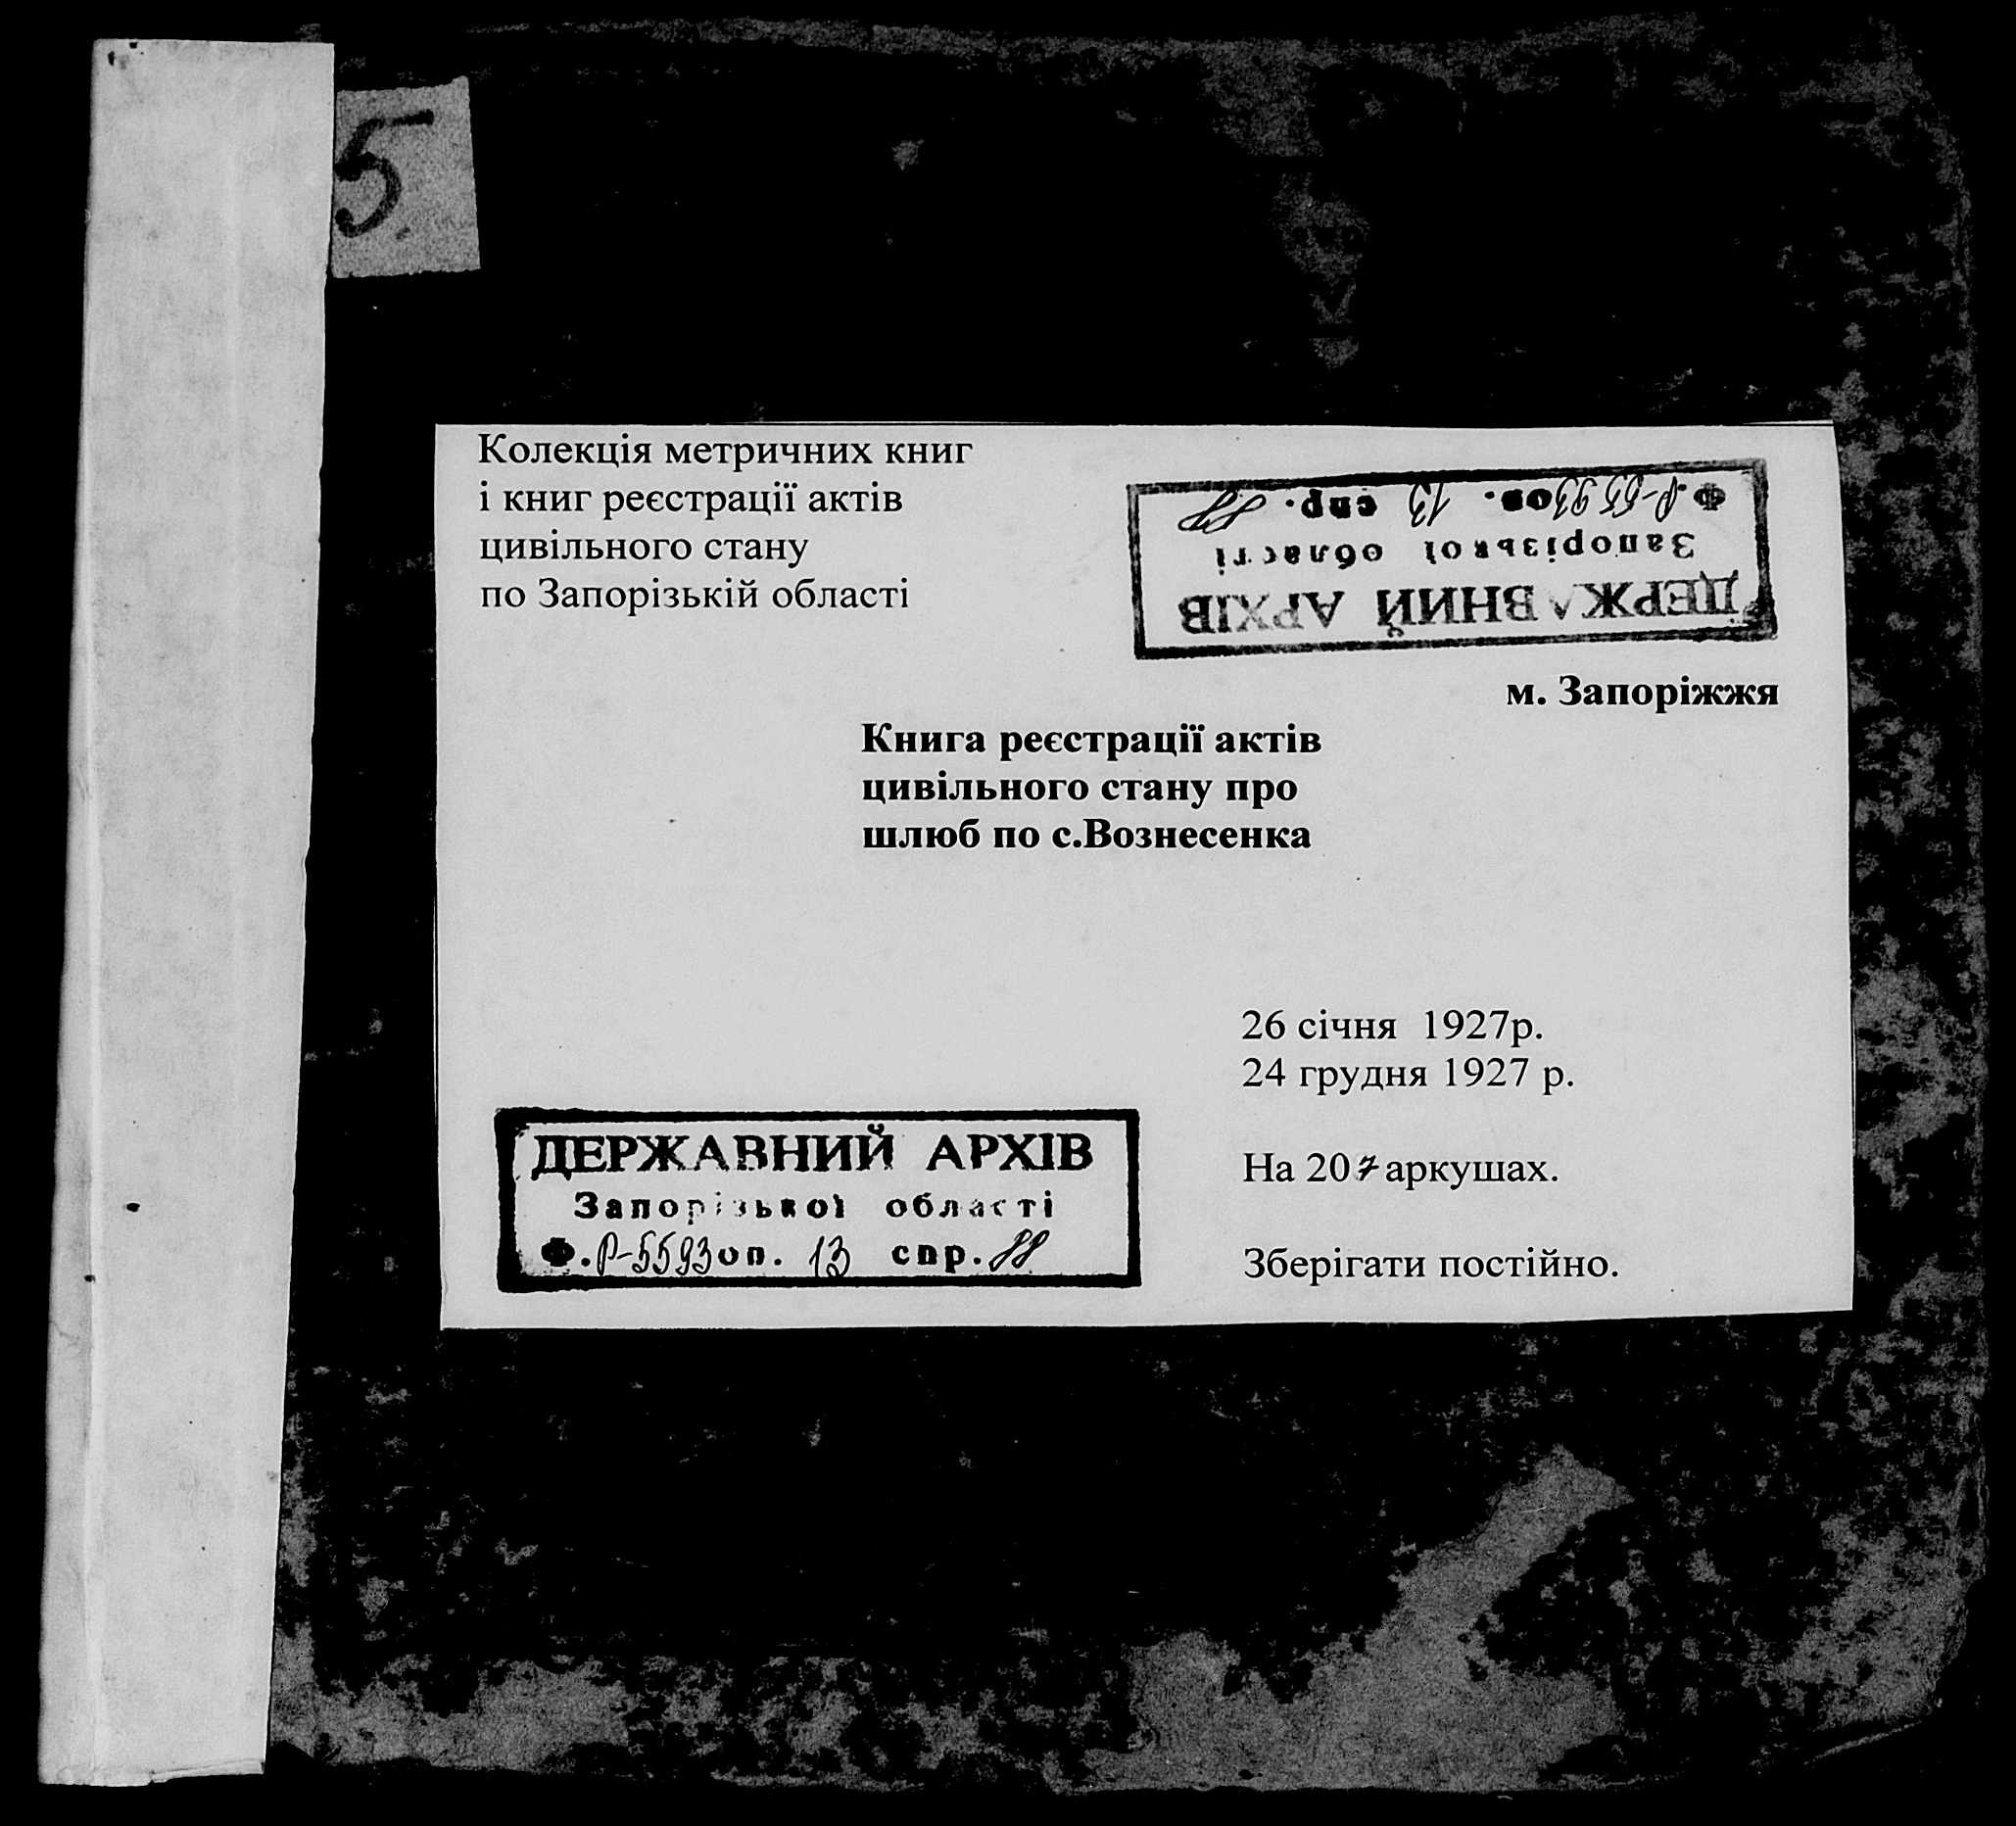 5
Колекція метричних книг
і книг реєстрації актів
цивільного стану
по Запорізькій області
ДЕРЖАВНИЙ АРХІВ
Запорізької області
Ф. Р-5593 оп. 13 спр. 88
м. Запоріжжя
Книга реєстрації актів
цивільного стану про
шлюб по с.Вознесенка
26 січня 1927р.
24 грудня 1927 р.
На 207 аркушах.
Зберігати постійно.
ДЕРЖАВНИЙ АРХІВ
Запорізької області
Ф. Р-5593 оп. 13 спр. 88